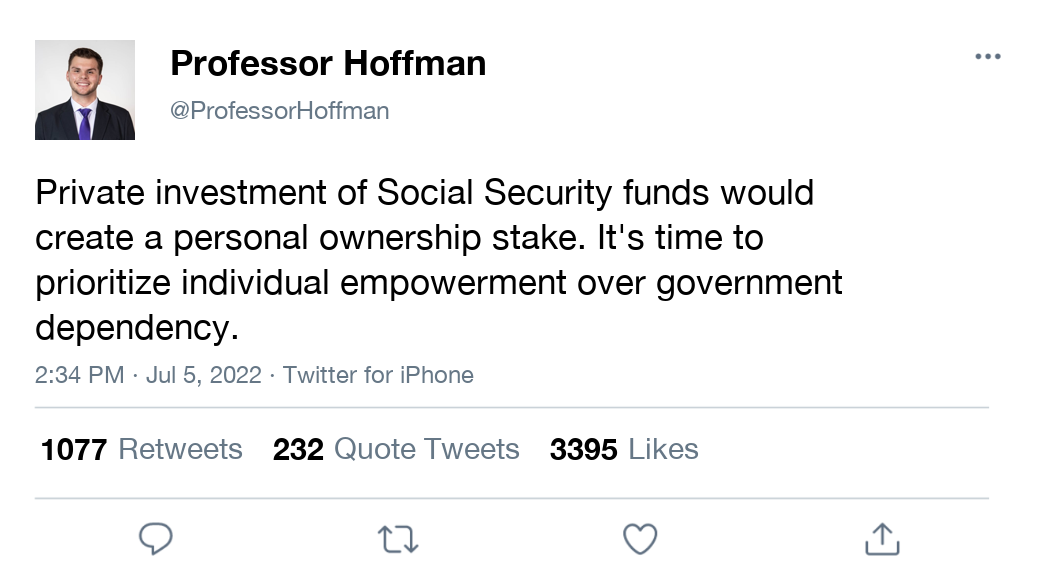 Professor Hoffman
@ProfessorHoffman
Private investment of Social Security funds would
create a personal ownership stake. It's time to
prioritize individual empowerment over government
dependency.
2:34 PM · Jul 5, 2022 · Twitter for iPhone
1077 Retweets 232 Quote Tweets 3395 Likes